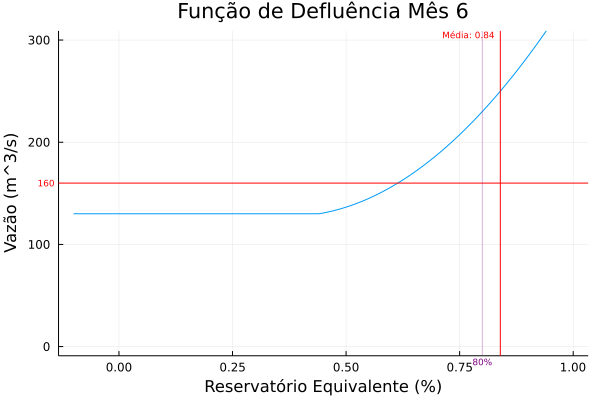 Função de Defluência Mês 6
Média: 0.84
300
200
160
100
0
Vazão (m^3/s)
0.00
0.25
0.50
0.75
80%
1.00
Reservatório Equivalente (%)